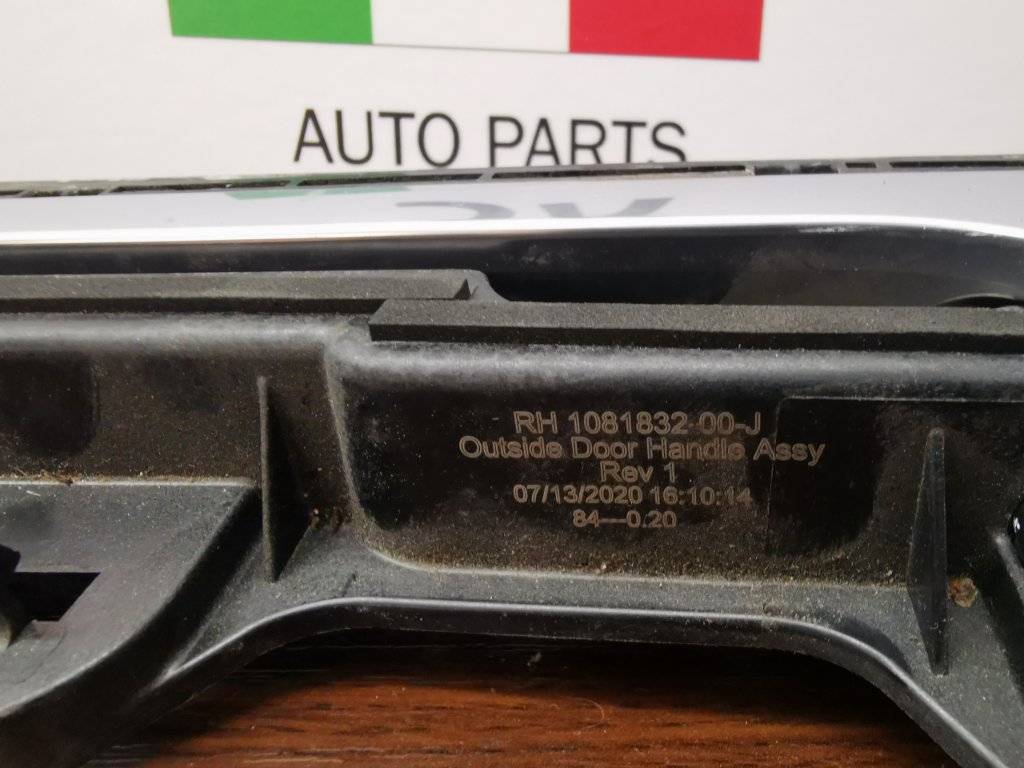 AUTO PARTS
RH 1081832-00-J
Outside Door Handle Assy
Rev 1
07/13/2020 16:10:14
84---0.20